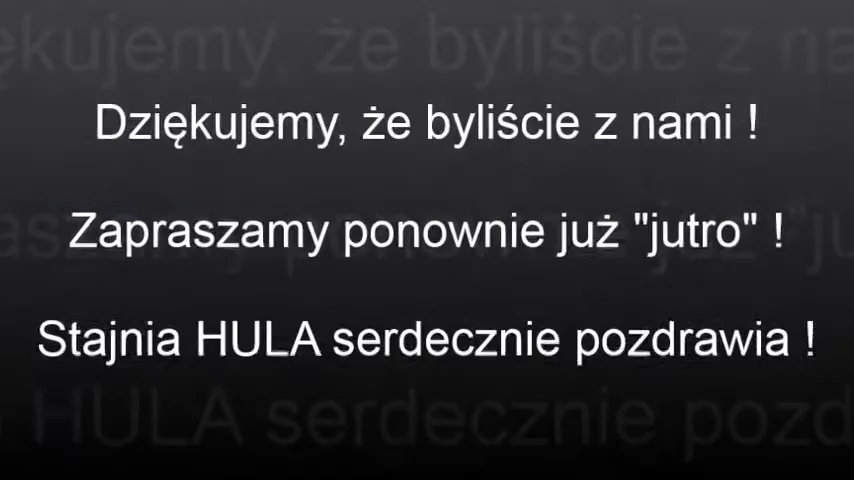 Dziękujemy, że byliście z nami !
Zapraszamy ponownie już "jutro" !
Stajnia HULA serdecznie pozdrawia !